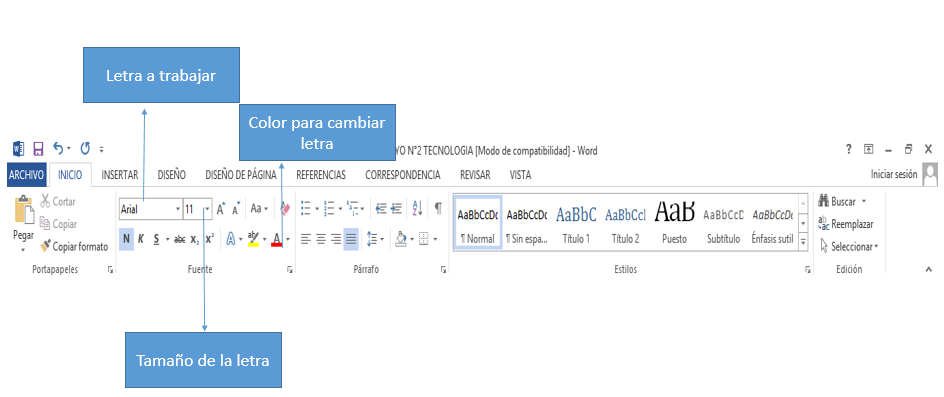 Letra a trabajar
Color para cambiar
letra
YO N°2 TECNOLOGIA [Modo de compatibilidad] - Word
ARCHIVO INICIO INSERTAR DISEÑO DISEÑO DE PÁGINA REFERENCIAS CORRESPONDENCIA REVISAR VISTA Iniciar sesión
Pegar
Cortar
Copiar
Copiar formato
Portapapeles
Arial 11 Aa
N K S abc X₂ X² A aby A
Fuente
Párrafo
AaBbCcDc AaBbCcDc AaBbC AaBbCcI AaB AaBbCcD AaBbCcDc
¶ Normal ¶ Sin espa... Título 1 Título 2 Puesto Subtítulo Énfasis sutil
Estilos
Buscar
Reemplazar
Seleccionar
Edición
Tamaño de la letra